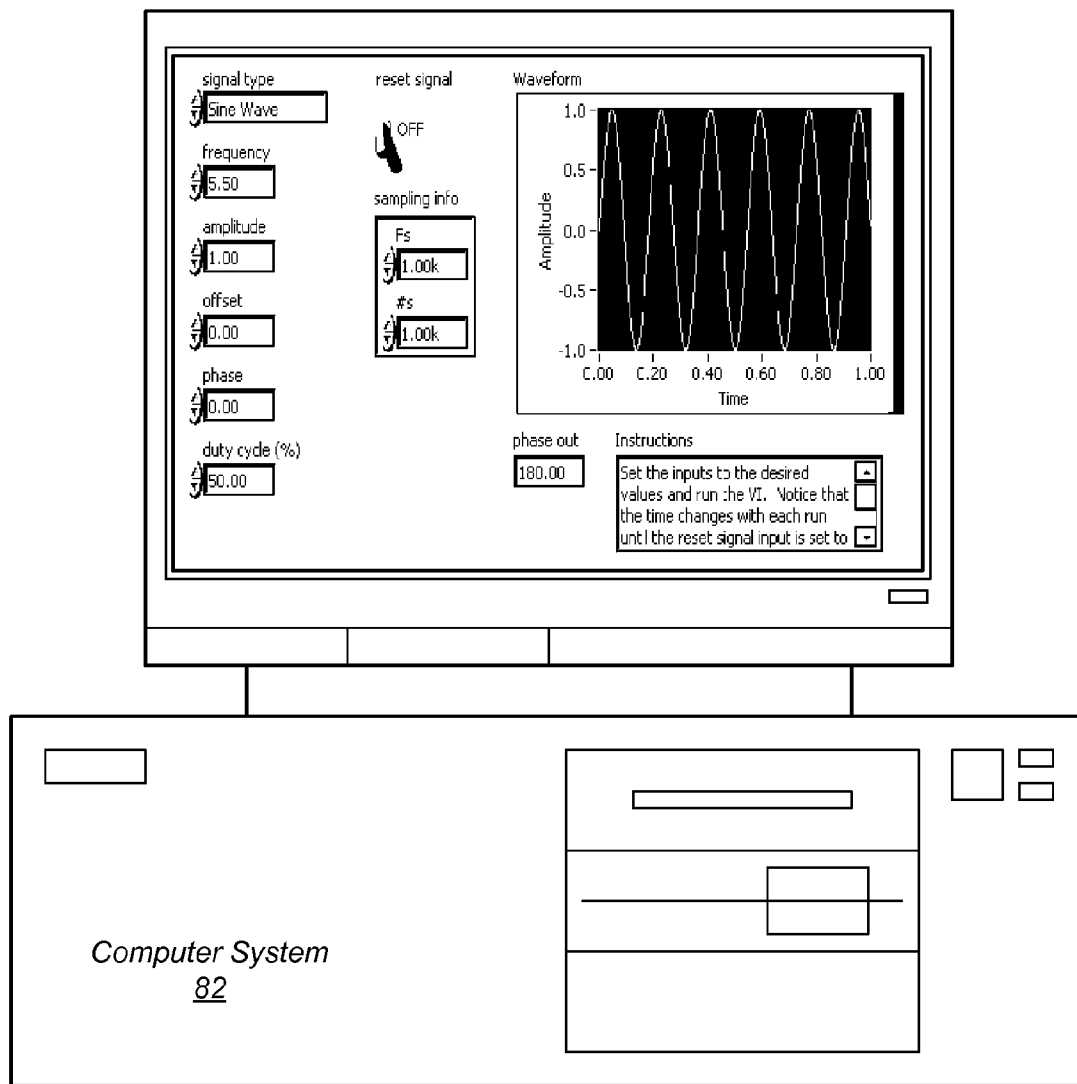 signal type
Sine Wave
frequency
5.50
amplitude
1.00
offset
0.00
phase
0.00
duty cycle (%)
50.00
reset signal
OFF
sampling info
Fs
1.00k
#s
1.00k
Waveform
1.0
0.5
0.0
-0.5
-1.0
Amplitude
0.00 0.20 0.40 0.60 0.80 1.00
Time
phase out
180.00
Instructions
Set the inputs to the desired
values and run the VI. Notice that
the time changes with each run
until the reset signal input is set to
Computer System
82